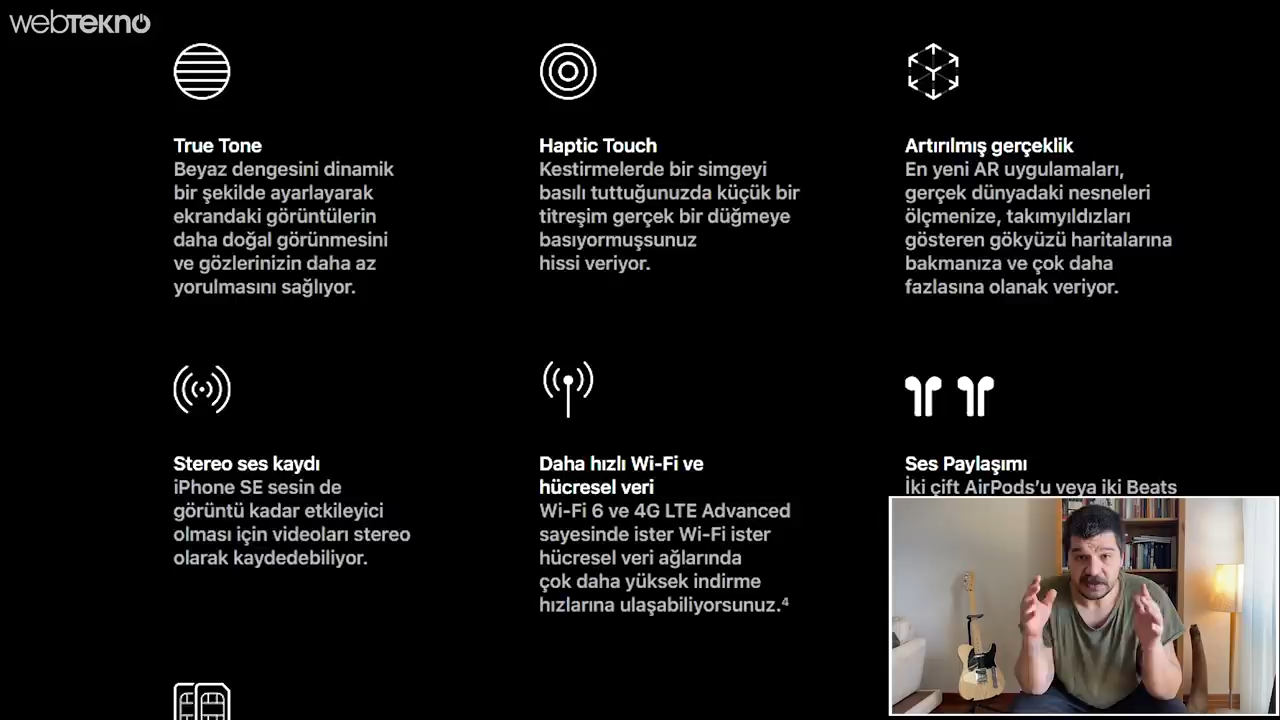 webTEKNO
True Tone
Beyaz dengesini dinamik
bir şekilde ayarlayarak
ekrandaki görüntülerin
daha doğal görünmesini
ve gözlerinizin daha az
yorulmasını sağlıyor.
Haptic Touch
Kestirmelerde bir simgeyi
basılı tuttuğunuzda küçük bir
titreşim gerçek bir düğmeye
basıyormuşsunuz
hissi veriyor.
Artırılmış gerçeklik
En yeni AR uygulamaları,
gerçek dünyadaki nesneleri
ölçmenize, takımyıldızları
gösteren gökyüzü haritalarına
bakmanıza ve çok daha
fazlasına olanak veriyor.
Stereo ses kaydı
iPhone SE sesin de
görüntü kadar etkileyici
olması için videoları stereo
olarak kaydedebiliyor.
Daha hızlı Wi-Fi ve
hücresel veri
Wi-Fi 6 ve 4G LTE Advanced
sayesinde ister Wi-Fi ister
hücresel veri ağlarında
çok daha yüksek indirme
hızlarına ulaşabiliyorsunuz.⁴
Ses Paylaşımı
İki çift AirPods'u veya iki Beats